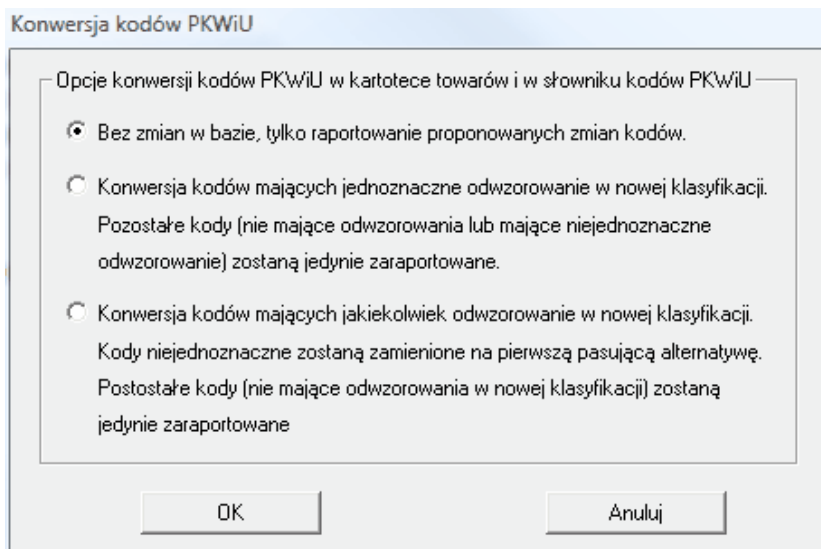 Konwersja kodów PKWiU
Opcje konwersji kodów PKWiU w kartotece towarów i w słowniku kodów PKWiU
Bez zmian w bazie, tylko raportowanie proponowanych zmian kodów.
Konwersja kodów mających jednoznaczne odwzorowanie w nowej klasyfikacji.
Pozostałe kody (nie mające odwzorowania lub mające niejednoznaczne
odwzorowanie) zostaną jedynie zaraportowane.
Konwersja kodów mających jakiekolwiek odwzorowanie w nowej klasyfikacji.
Kody niejednoznaczne zostaną zamienione na pierwszą pasującą alternatywę.
Postostałe kody (nie mające odwzorowania w nowej klasyfikacji) zostaną
jedynie zaraportowane
OK Anuluj